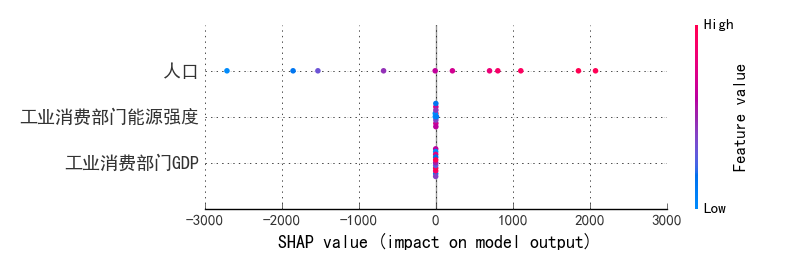 High
人口
工业消费部门能源强度
工业消费部门GDP
Feature value
Low
−3000 −2000 −1000 0 1000 2000 3000
SHAP value (impact on model output)